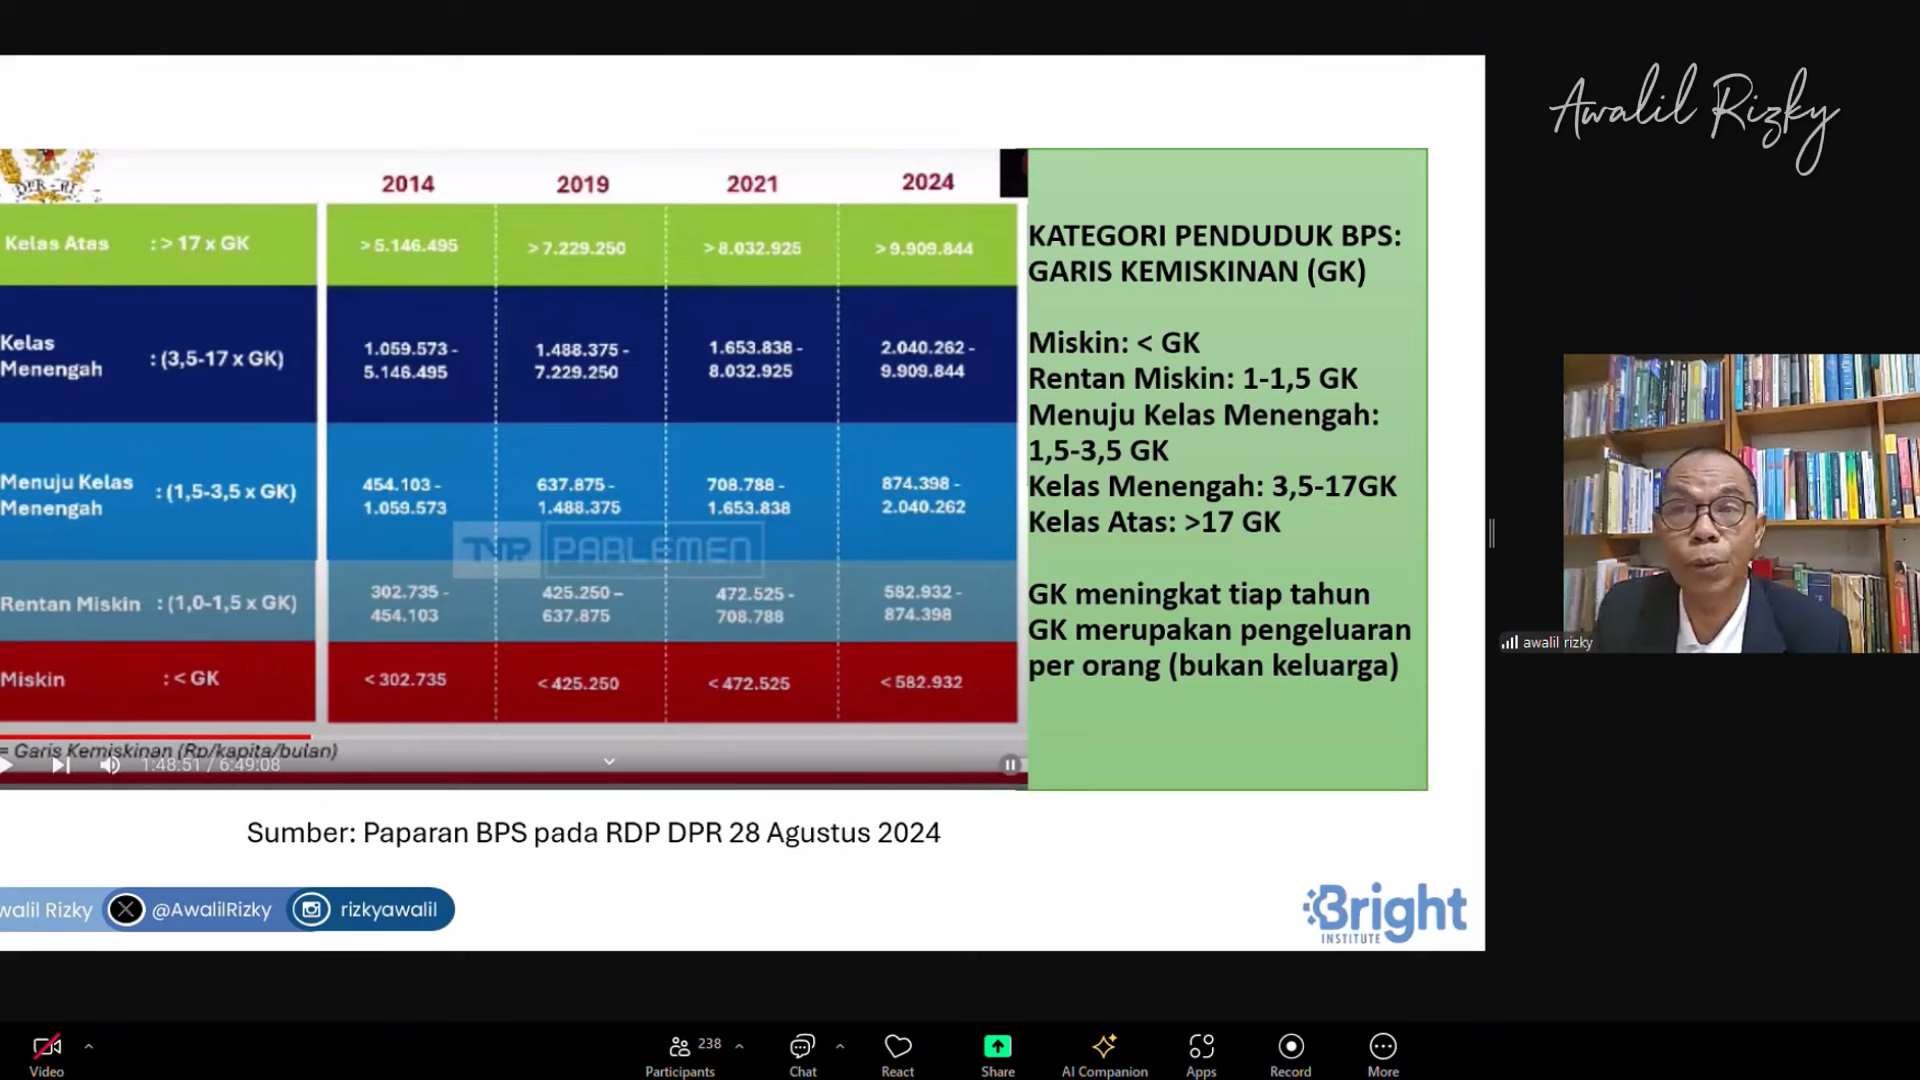 Awalil Rizky
DPR - RI
2014 2019 2021 2024
Kelas Atas : > 17 x GK >5.146.495 >7.229.250 >8.032.925 >9.909.844
Kelas Menengah : (3,5-17 x GK) 1.059.573 - 5.146.495 1.488.375 - 7.229.250 1.653.838 - 8.032.925 2.040.262 - 9.909.844
Menuju Kelas Menengah : (1,5-3,5 x GK) 454.103 - 1.059.573 637.875 - 1.488.375 708.788 - 1.653.838 874.398 - 2.040.262
TVR PARLEMEN
Rentan Miskin : (1,0-1,5 x GK) 302.735 - 454.103 425.250 – 637.875 472.525 - 708.788 582.932 - 874.398
Miskin : < GK < 302.735 < 425.250 < 472.525 < 582.932
= Garis Kemiskinan (Rp/kapita/bulan)
1:48:51 / 6:49:08
KATEGORI PENDUDUK BPS:
GARIS KEMISKINAN (GK)
Miskin: < GK
Rentan Miskin: 1-1,5 GK
Menuju Kelas Menengah:
1,5-3,5 GK
Kelas Menengah: 3,5-17GK
Kelas Atas: >17 GK
GK meningkat tiap tahun
GK merupakan pengeluaran
per orang (bukan keluarga)
awalil rizky
Sumber: Paparan BPS pada RDP DPR 28 Agustus 2024
walil Rizky @AwalilRizky rizkyawalil
Bright
INSTITUTE
Video
238
Participants
Chat
React
Share
AI Companion
Apps
Record
More